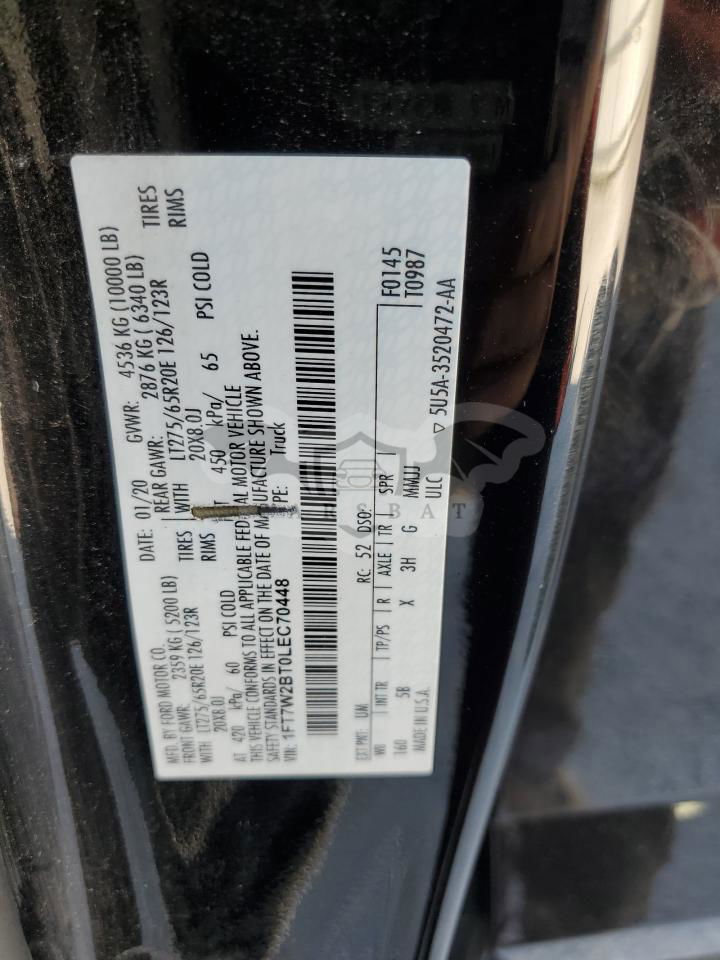 MFD. BY FORD MOTOR CO.
DATE: 01/20 GVWR: 4536 KG (10000 LB)
FRONT GAWR: 2359 KG ( 5200 LB) REAR GAWR: 2876 KG ( 6340 LB)
WITH LT275/65R20E 126/123R TIRES WITH LT275/65R20E 126/123R TIRES
20X8.0J RIMS 20X8.0J RIMS
AT 420 kPa/ 60 PSI COLD 450 kPa/ 65 PSI COLD
THIS VEHICLE CONFORMS TO ALL APPLICABLE FEDERAL MOTOR VEHICLE
SAFETY STANDARDS IN EFFECT ON THE DATE OF MANUFACTURE SHOWN ABOVE.
VIN: 1FT7W2BT0LEC70448 Truck
F0145
T0987
EXT PNT: UM RC: 52 DSO:
WB INT TR TP/PS R AXLE TR SPR
160 5B X 3H G MMJJ
MADE IN U.S.A. ULC ▽ 5U5A-3520472-AA